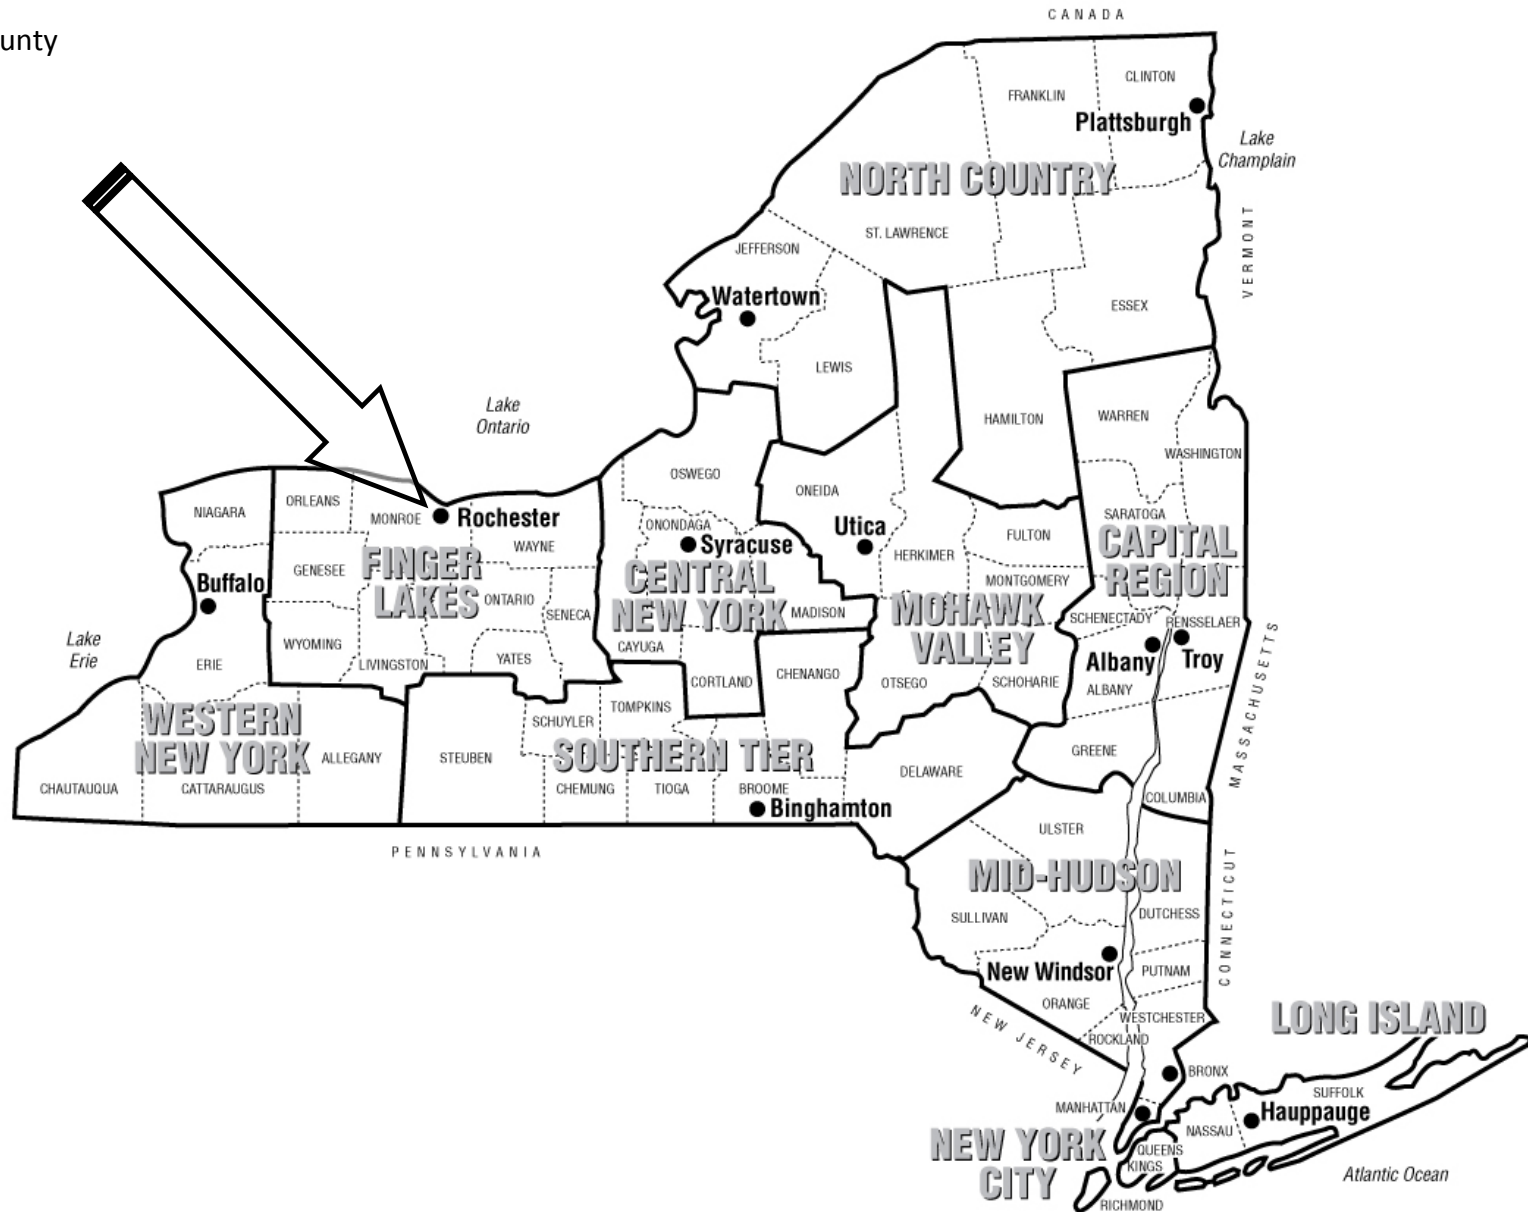 unty
CANADA
CLINTON
FRANKLIN
Plattsburgh
Lake
Champlain
NORTH COUNTRY
VERMONT
ST. LAWRENCE
JEFFERSON
Watertown
ESSEX
LEWIS
Lake
Ontario
HAMILTON
WARREN
WASHINGTON
OSWEGO
ONEIDA
NIAGARA
ORLEANS
MONROE
Rochester
ONONDAGA
Syracuse
Utica
SARATOGA
FULTON
CAPITAL
REGION
WAYNE
HERKIMER
FINGER
LAKES
GENESEE
Buffalo
CENTRAL
NEW YORK
MONTGOMERY
ONTARIO
SENECA
MADISON
MOHAWK
VALLEY
SCHENECTADY
RENSSELAER
Lake
Erie
WYOMING
CAYUGA
ERIE
LIVINGSTON
YATES
Albany
Troy
CHENANGO
CORTLAND
OTSEGO
SCHOHARIE
ALBANY
MASSACHUSETTS
WESTERN
NEW YORK
SCHUYLER
TOMPKINS
ALLEGANY
STEUBEN
SOUTHERN TIER
GREENE
DELAWARE
CHAUTAUQUA
CATTARAUGUS
CHEMUNG
TIOGA
BROOME
Binghamton
COLUMBIA
PENNSYLVANIA
ULSTER
MID-HUDSON
SULLIVAN
DUTCHESS
CONNECTICUT
New Windsor
PUTNAM
ORANGE
NEW JERSEY
WESTCHESTER
ROCKLAND
LONG ISLAND
BRONX
SUFFOLK
MANHATTAN
Hauppauge
NASSAU
NEW YORK
CITY
QUEENS
KINGS
Atlantic Ocean
RICHMOND